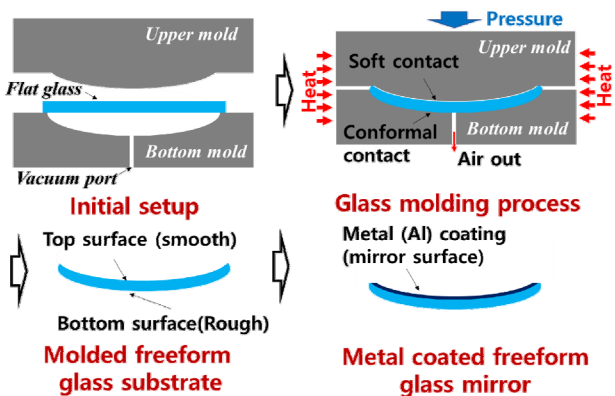 Upper mold
Flat glass
Bottom mold
Vacuum port
Initial setup
Pressure
Upper mold
Soft contact
Heat
Heat
Conformal
contact
Bottom mold
Air out
Glass molding process
Top surface (smooth)
Bottom surface(Rough)
Molded freeform
glass substrate
Metal (Al) coating
(mirror surface)
Metal coated freeform
glass mirror